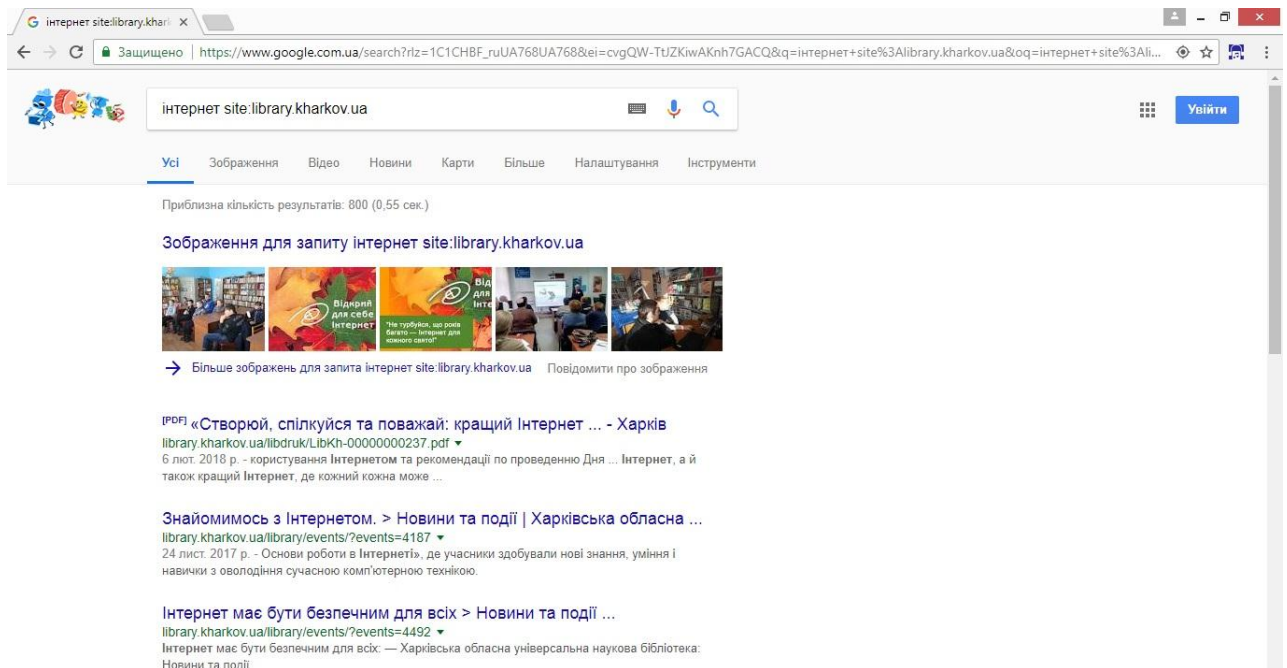 інтернет site:library.khark
Защищено https://www.google.com.ua/search?rlz=1C1CHBF_ruUA768UA768&ei=cvgQW-TtJZKiwAKnh7GACQ&q=інтернет+site%3Alibrary.kharkov.ua&oq=інтернет+site%3Ali...
інтернет site:library.kharkov.ua
Увійти
Усі Зображення Відео Новини Карти Більше Налаштування Інструменти
Приблизна кількість результатів: 800 (0,55 сек.)
Зображення для запиту інтернет site:library.kharkov.ua
Відкрий
для себе
Інтернет
Від
для
Інте
"Не турбуйся, що років
багато — Інтернет для
кожного свято!"
Більше зображень для запита інтернет site:library.kharkov.ua Повідомити про зображення
[PDF] «Створюй, спілкуйся та поважай: кращий Інтернет ... - Харків
library.kharkov.ua/libdruk/LibKh-00000000237.pdf
6 лют. 2018 р. - користування Інтернетом та рекомендації по проведенню Дня ... Інтернет, а й
також кращий Інтернет, де кожний кожна може ...
Знайомимось з Інтернетом. > Новини та події | Харківська обласна ...
library.kharkov.ua/library/events/?events=4187
24 лист. 2017 р. - Основи роботи в Інтернеті», де учасники здобували нові знання, уміння і
навички з оволодіння сучасною комп'ютерною технікою.
Інтернет має бути безпечним для всіх > Новини та події ...
library.kharkov.ua/library/events/?events=4492
Інтернет має бути безпечним для всіх: — Харківська обласна універсальна наукова бібліотека:
Новини та події